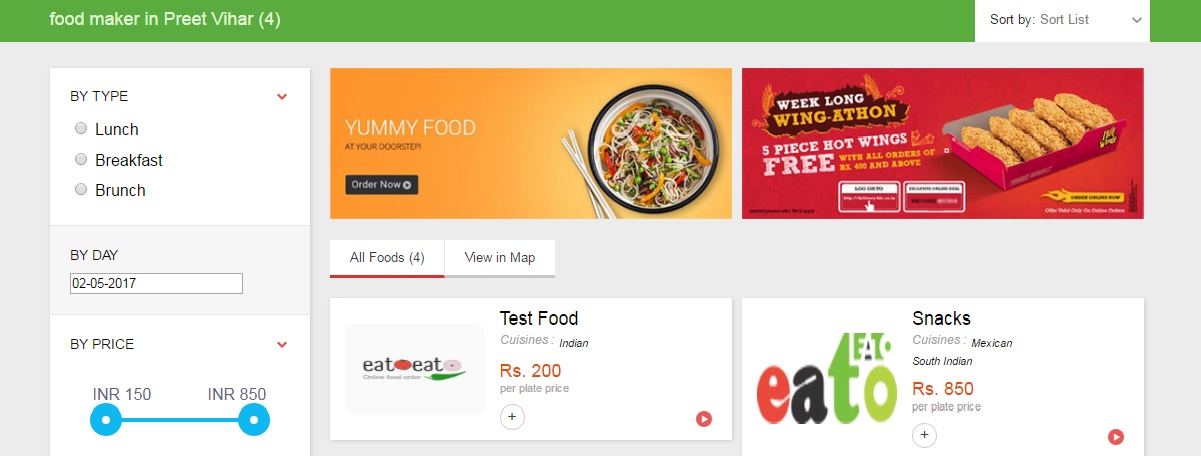 food maker in Preet Vihar (4)
Sort by: Sort List
BY TYPE
Lunch
Breakfast
Brunch
BY DAY
02-05-2017
BY PRICE
INR 150 INR 850
YUMMY FOOD
AT YOUR DOORSTEP!
Order Now
WEEK LONG
WING-ATHON
5 PIECE HOT WINGS
FREE WITH ALL ORDERS OF
RS. 400 AND ABOVE
LOG ON TO
EXCLUSIVE ONLINE DEAL
ORDER ONLINE NOW
Offer Valid Only On Online Orders
All Foods (4)
View in Map
eatoeato
Online food order
Test Food
Cuisines : Indian
Rs. 200
per plate price
+
eato
EAT
Snacks
Cuisines : Mexican
South Indian
Rs. 850
per plate price
+